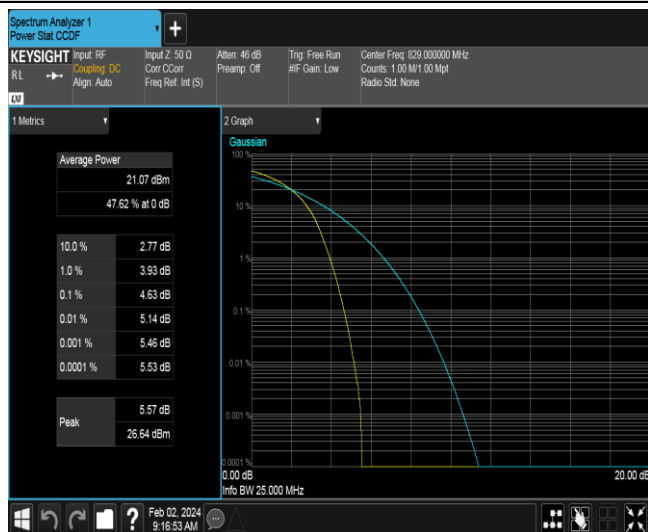 Spectrum Analyzer 1
Power Stat CCDF
+
KEYSIGHT
RL
Input: RF
Coupling: DC
Align: Auto
Input Z: 50 Ω
Corr CCorr
Freq Ref: Int (S)
Atten: 46 dB
Preamp: Off
Trig: Free Run
#IF Gain: Low
Center Freq: 829.000000 MHz
Counts: 1.00 M/1.00 Mpt
Radio Std: None
1 Metrics
Average Power
21.07 dBm
47.62 % at 0 dB
10.0 % 2.77 dB
1.0 % 3.93 dB
0.1 % 4.63 dB
0.01 % 5.14 dB
0.001 % 5.46 dB
0.0001 % 5.53 dB
Peak
5.57 dB
26.64 dBm
2 Graph
Gaussian
100 %
10 %
1 %
0.1 %
0.01 %
0.001 %
0.0001 %
0.00 dB 20.00 dB
Info BW 25.000 MHz
?
Feb 02, 2024
9:16:53 AM